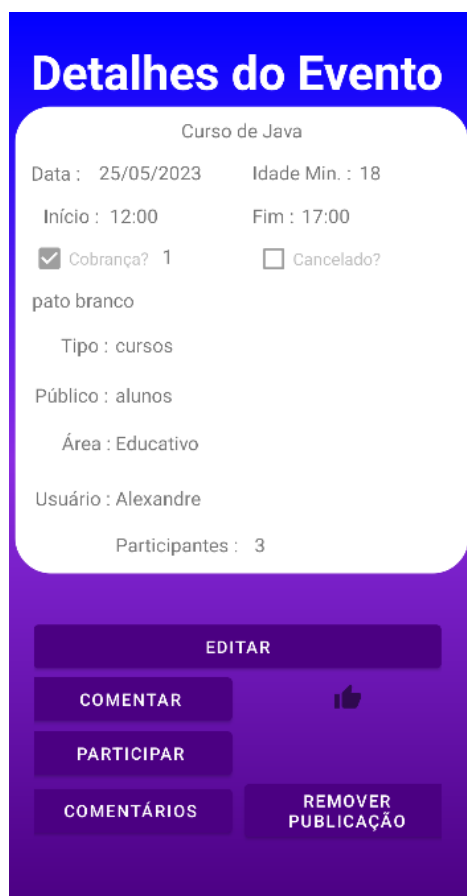 Detalhes do Evento
Curso de Java
Data : 25/05/2023 Idade Min. : 18
Início : 12:00 Fim : 17:00
Cobrança? 1 Cancelado?
pato branco
Tipo : cursos
Público : alunos
Área : Educativo
Usuário : Alexandre
Participantes : 3
EDITAR
COMENTAR
PARTICIPAR
COMENTÁRIOS
REMOVER
PUBLICAÇÃO